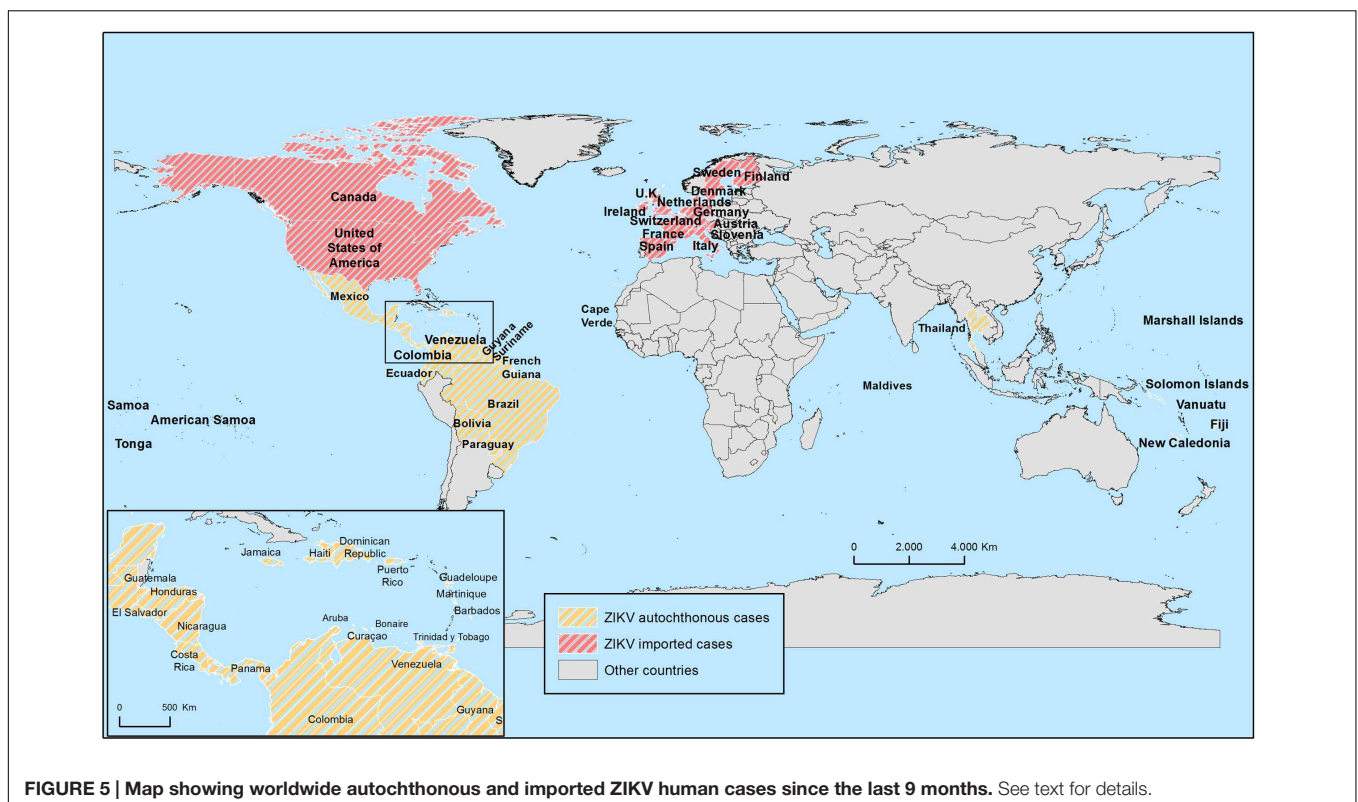 Canada
United
States of
America
Mexico
Sweden
Finland
U.K.
Denmark
Netherlands
Ireland
Germany
Switzerland
Austria
France
Slovenia
Spain
Italy
Cape
Verde
Thailand
Marshall Islands
Venezuela
Guyana
Suriname
Colombia
French
Guiana
Ecuador
Maldives
Solomon Islands
Brazil
Samoa
American Samoa
Vanuatu
Bolivia
Fiji
Tonga
Paraguay
New Caledonia
0 2.000 4.000 Km
Jamaica
Haiti
Dominican
Republic
Puerto
Rico
Guadeloupe
Guatemala
Honduras
Martinique
El Salvador
Barbados
Nicaragua
Aruba
Bonaire
Curaçao
Trinidad y Tobago
Costa
Rica
Panama
Venezuela
Guyana
Colombia
S
0 500 Km
ZIKV autochthonous cases
ZIKV imported cases
Other countries
FIGURE 5 | Map showing worldwide autochthonous and imported ZIKV human cases since the last 9 months. See text for details.